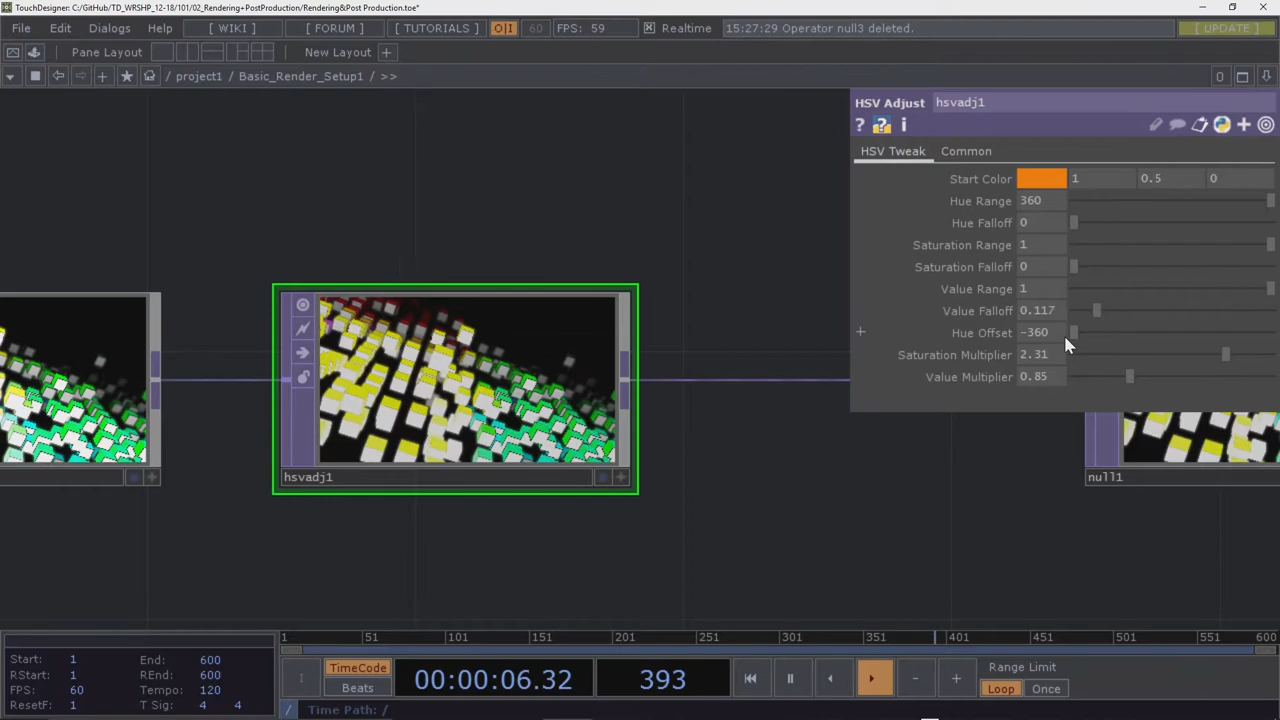 TouchDesigner: C:/GitHub/TD_WRSHP_12-18/101/02_Rendering+PostProduction/Rendering&Post Production.toe*
File Edit Dialogs Help [ WIKI ] [ FORUM ] [ TUTORIALS ] O|I 60 FPS: 59 Realtime 15:27:29 Operator null3 deleted. [ UPDATE ]
Pane Layout New Layout +
/ project1 / Basic_Render_Setup1 / >> 0
HSV Adjust hsvadj1
? ? i
HSV Tweak Common
Start Color 1 0.5 0
Hue Range 360
Hue Falloff 0
Saturation Range 1
Saturation Falloff 0
Value Range 1
Value Falloff 0.117
+ Hue Offset -360
Saturation Multiplier 2.31
Value Multiplier 0.85
hsvadj1
null1
1 51 101 151 201 251 301 351 401 451 501 551 600
Start: 1 End: 600
RStart: 1 REnd: 600
FPS: 60 Tempo: 120
ResetF: 1 T Sig: 4 4
TimeCode
Beats
00:00:06.32
393
- +
Range Limit
Loop Once
/ Time Path: /